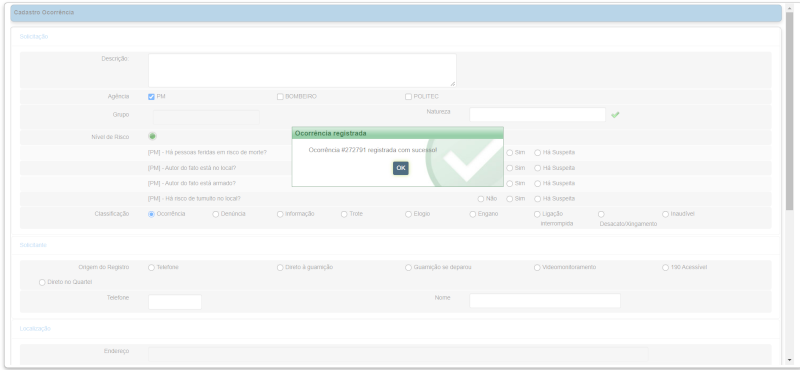 Cadastro Ocorrência
Solicitação
Descrição:
Agência PM BOMBEIRO POLITEC
Grupo Natureza
Nível de Risco
Ocorrência registrada
Ocorrência #272791 registrada com sucesso!
OK
[PM] - Há pessoas feridas em risco de morte? Sim Há Suspeita
[PM] - Autor do fato está no local? Sim Há Suspeita
[PM] - Autor do fato está armado? Sim Há Suspeita
[PM] - Há risco de tumulto no local? Não Sim Há Suspeita
Classificação Ocorrência Denúncia Informação Trote Elogio Engano Ligação interrompida Desacato/Xingamento Inaudível
Solicitante
Origem do Registro Telefone Direto à guarnição Guarnição se deparou Videomonitoramento 190 Acessível
Direto no Quartel
Telefone Nome
Localização
Endereço